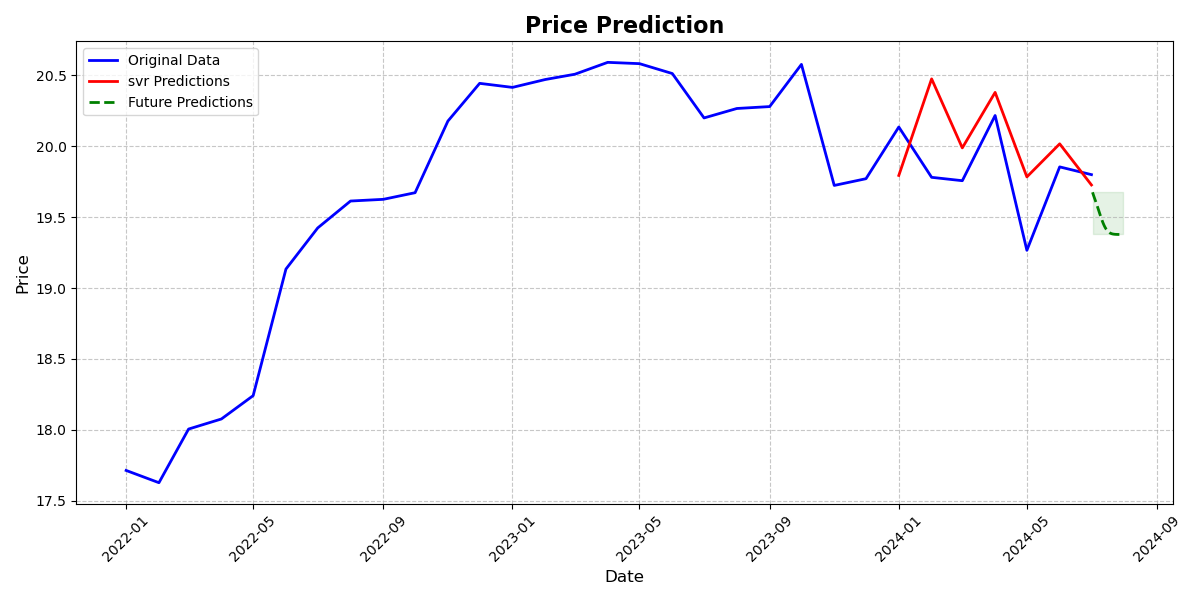 Price Prediction
Original Data
svr Predictions
Future Predictions
Price
20.5
20.0
19.5
19.0
18.5
18.0
17.5
2022-01
2022-05
2022-09
2023-01
2023-05
2023-09
2024-01
2024-05
2024-09
Date